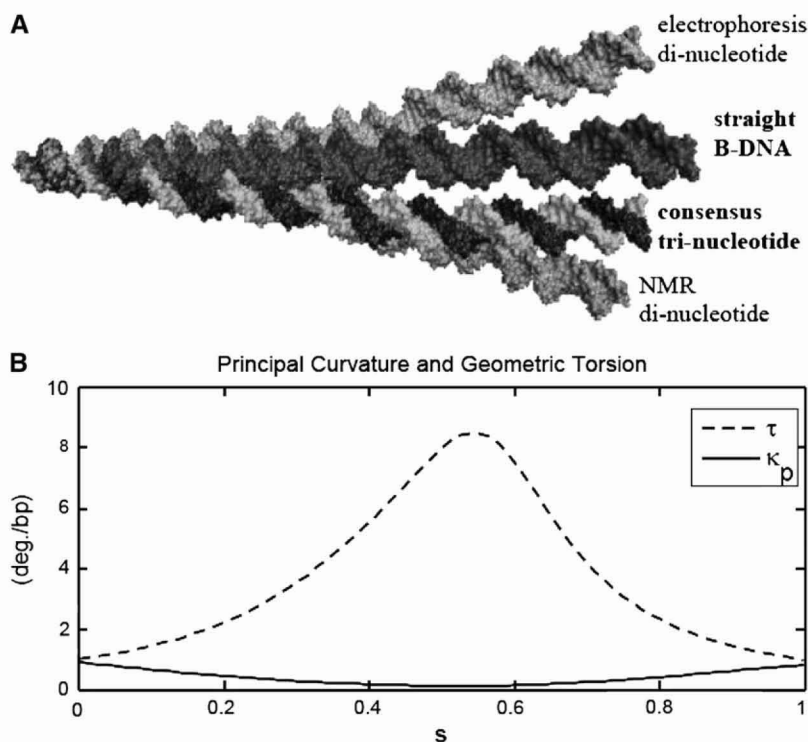 A
electrophoresis
di-nucleotide
straight
B-DNA
consensus
tri-nucleotide
NMR
di-nucleotide
B
Principal Curvature and Geometric Torsion
10
8
6
4
2
0
(deg./bp)
τ
κp
0
0.2
0.4
0.6
0.8
1
s